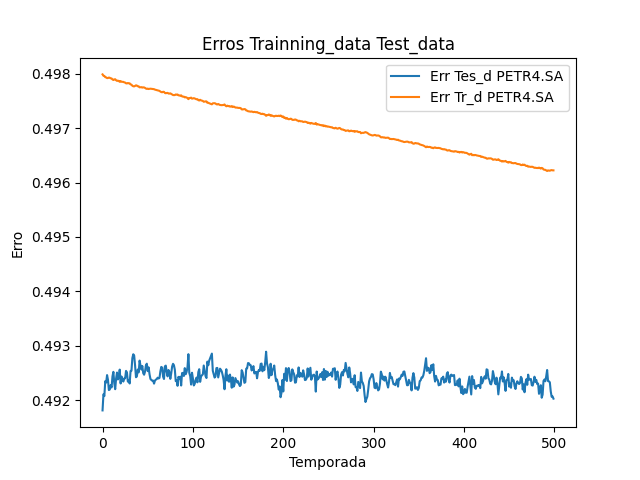 Erros Trainning_data Test_data
Err Tes_d PETR4.SA
Err Tr_d PETR4.SA
0.498
0.497
0.496
0.495
0.494
0.493
0.492
Erro
0
100
200
300
400
500
Temporada